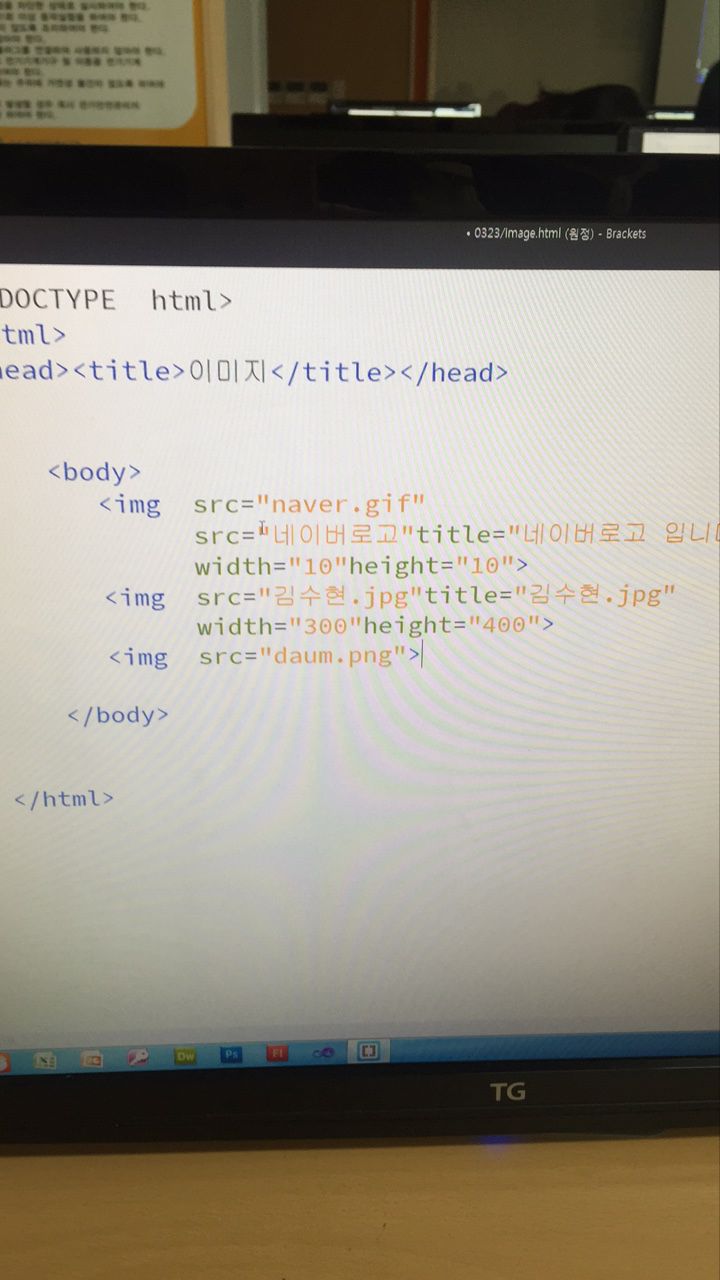 • 0323/image.html (원정) - Brackets
DOCTYPE html>
tml>
ead><title>이미지</title></head>
<body>
<img src="naver.gif"
src="네이버로고"title="네이버로고 입니
width="10"height="10">
<img src="김수현.jpg"title="김수현.jpg"
width="300"height="400">
<img src="daum.png">
</body>
</html>
Dw Ps Fl
TG